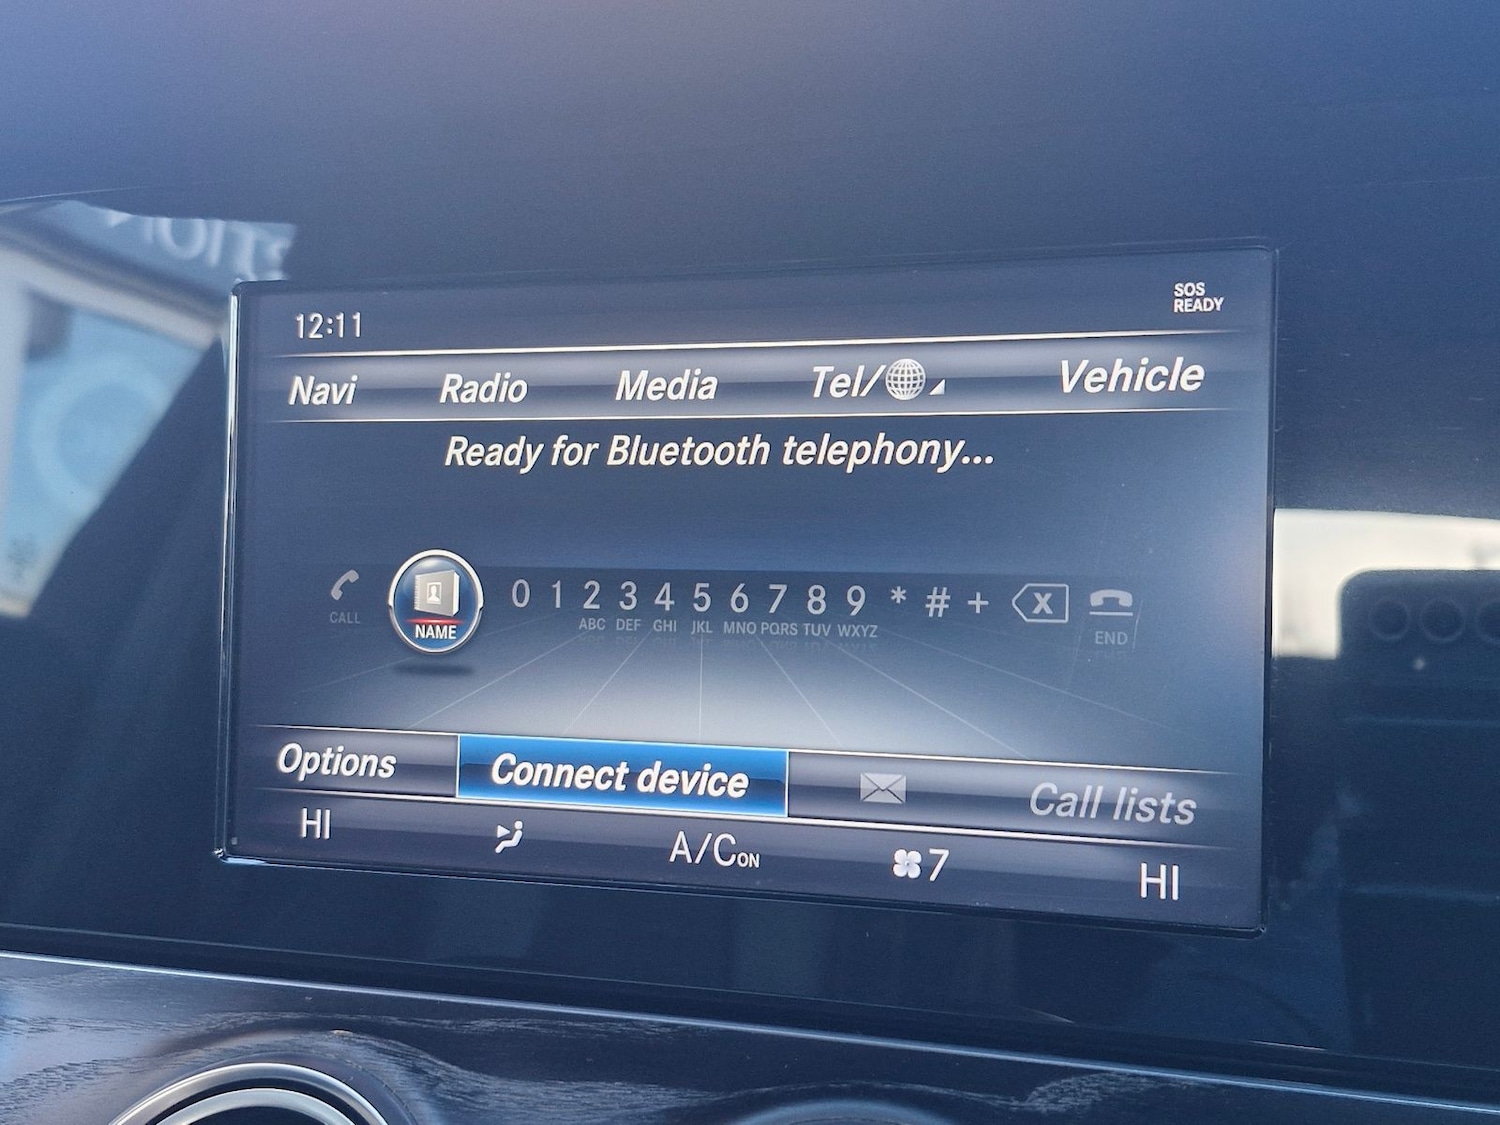 12:11
SOS
READY
Navi Radio Media Tel/ Vehicle
Ready for Bluetooth telephony...
CALL NAME 0 1 2 3 4 5 6 7 8 9 * # + X END
ABC DEF GHI JKL MNO PQRS TUV WXYZ
Options Connect device Call lists
HI A/C ON 7 HI